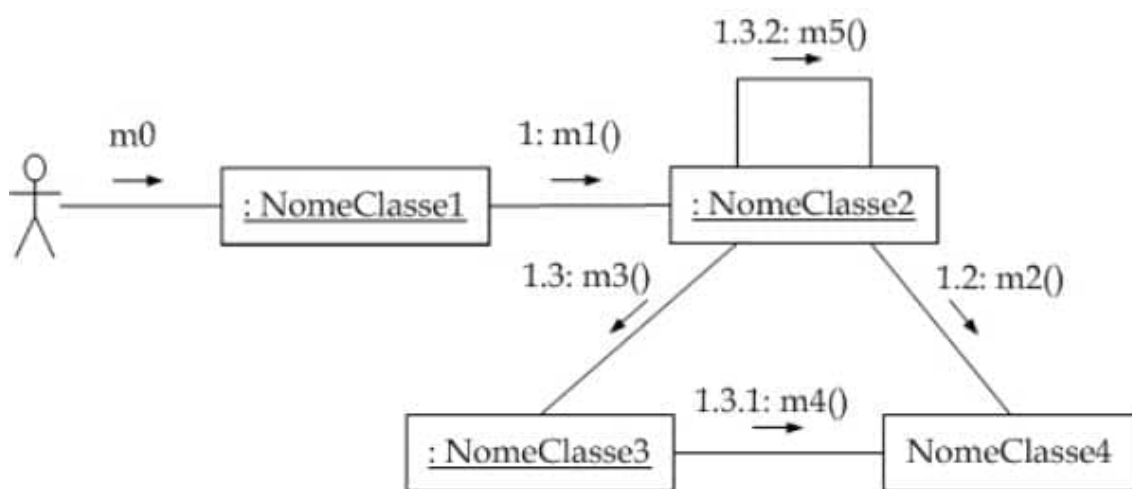 1.3.2: m5()
m0
1: m1()
: NomeClasse1
: NomeClasse2
1.3: m3()
1.2: m2()
1.3.1: m4()
: NomeClasse3
NomeClasse4